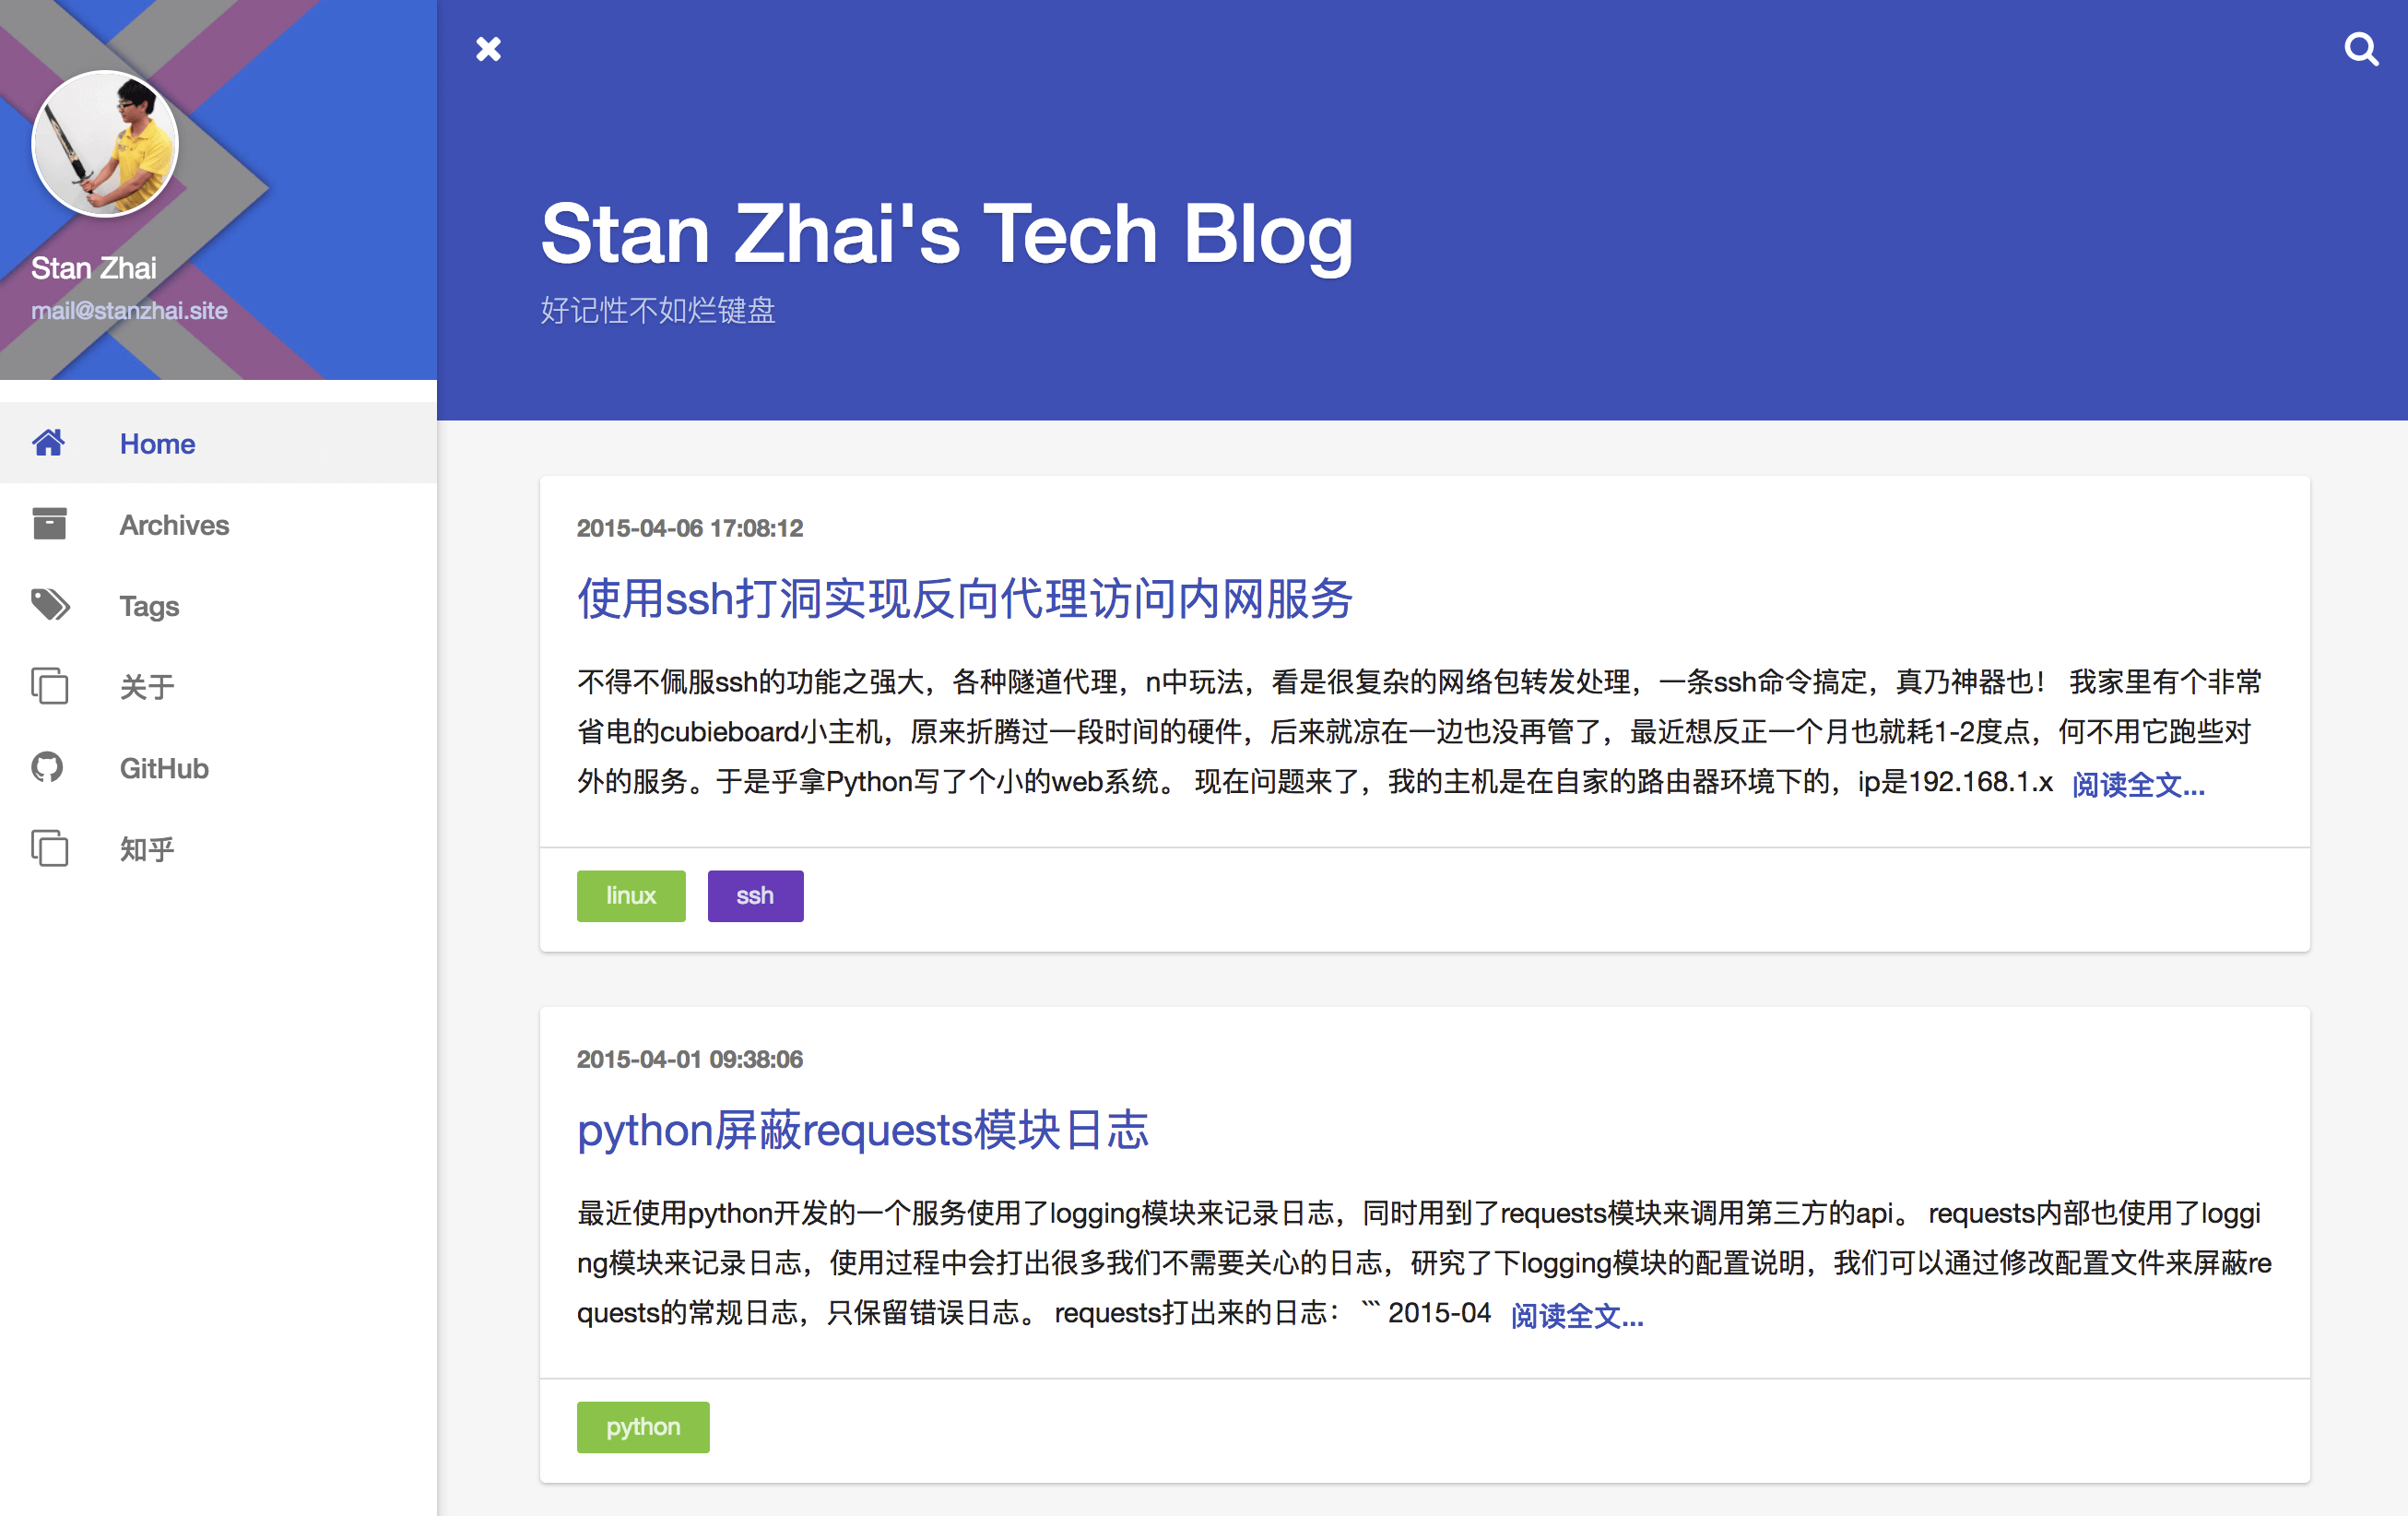 Stan Zhai
mail@stanzhai.site
Home
Archives
Tags
关于
GitHub
知乎
Stan Zhai's Tech Blog
好记性不如烂键盘
2015-04-06 17:08:12
使用ssh打洞实现反向代理访问内网服务
不得不佩服ssh的功能之强大，各种隧道代理，n中玩法，看是很复杂的网络包转发处理，一条ssh命令搞定，真乃神器也！ 我家里有个非常
省电的cubieboard小主机，原来折腾过一段时间的硬件，后来就凉在一边也没再管了，最近想反正一个月也就耗1-2度点，何不用它跑些对
外的服务。于是乎拿Python写了个小的web系统。 现在问题来了，我的主机是在自家的路由器环境下的，ip是192.168.1.x 阅读全文...
linux ssh
2015-04-01 09:38:06
python屏蔽requests模块日志
最近使用python开发的一个服务使用了logging模块来记录日志，同时用到了requests模块来调用第三方的api。 requests内部也使用了loggi
ng模块来记录日志，使用过程中会打出很多我们不需要关心的日志，研究了下logging模块的配置说明，我们可以通过修改配置文件来屏蔽re
quests的常规日志，只保留错误日志。 requests打出来的日志： ``` 2015-04 阅读全文...
python